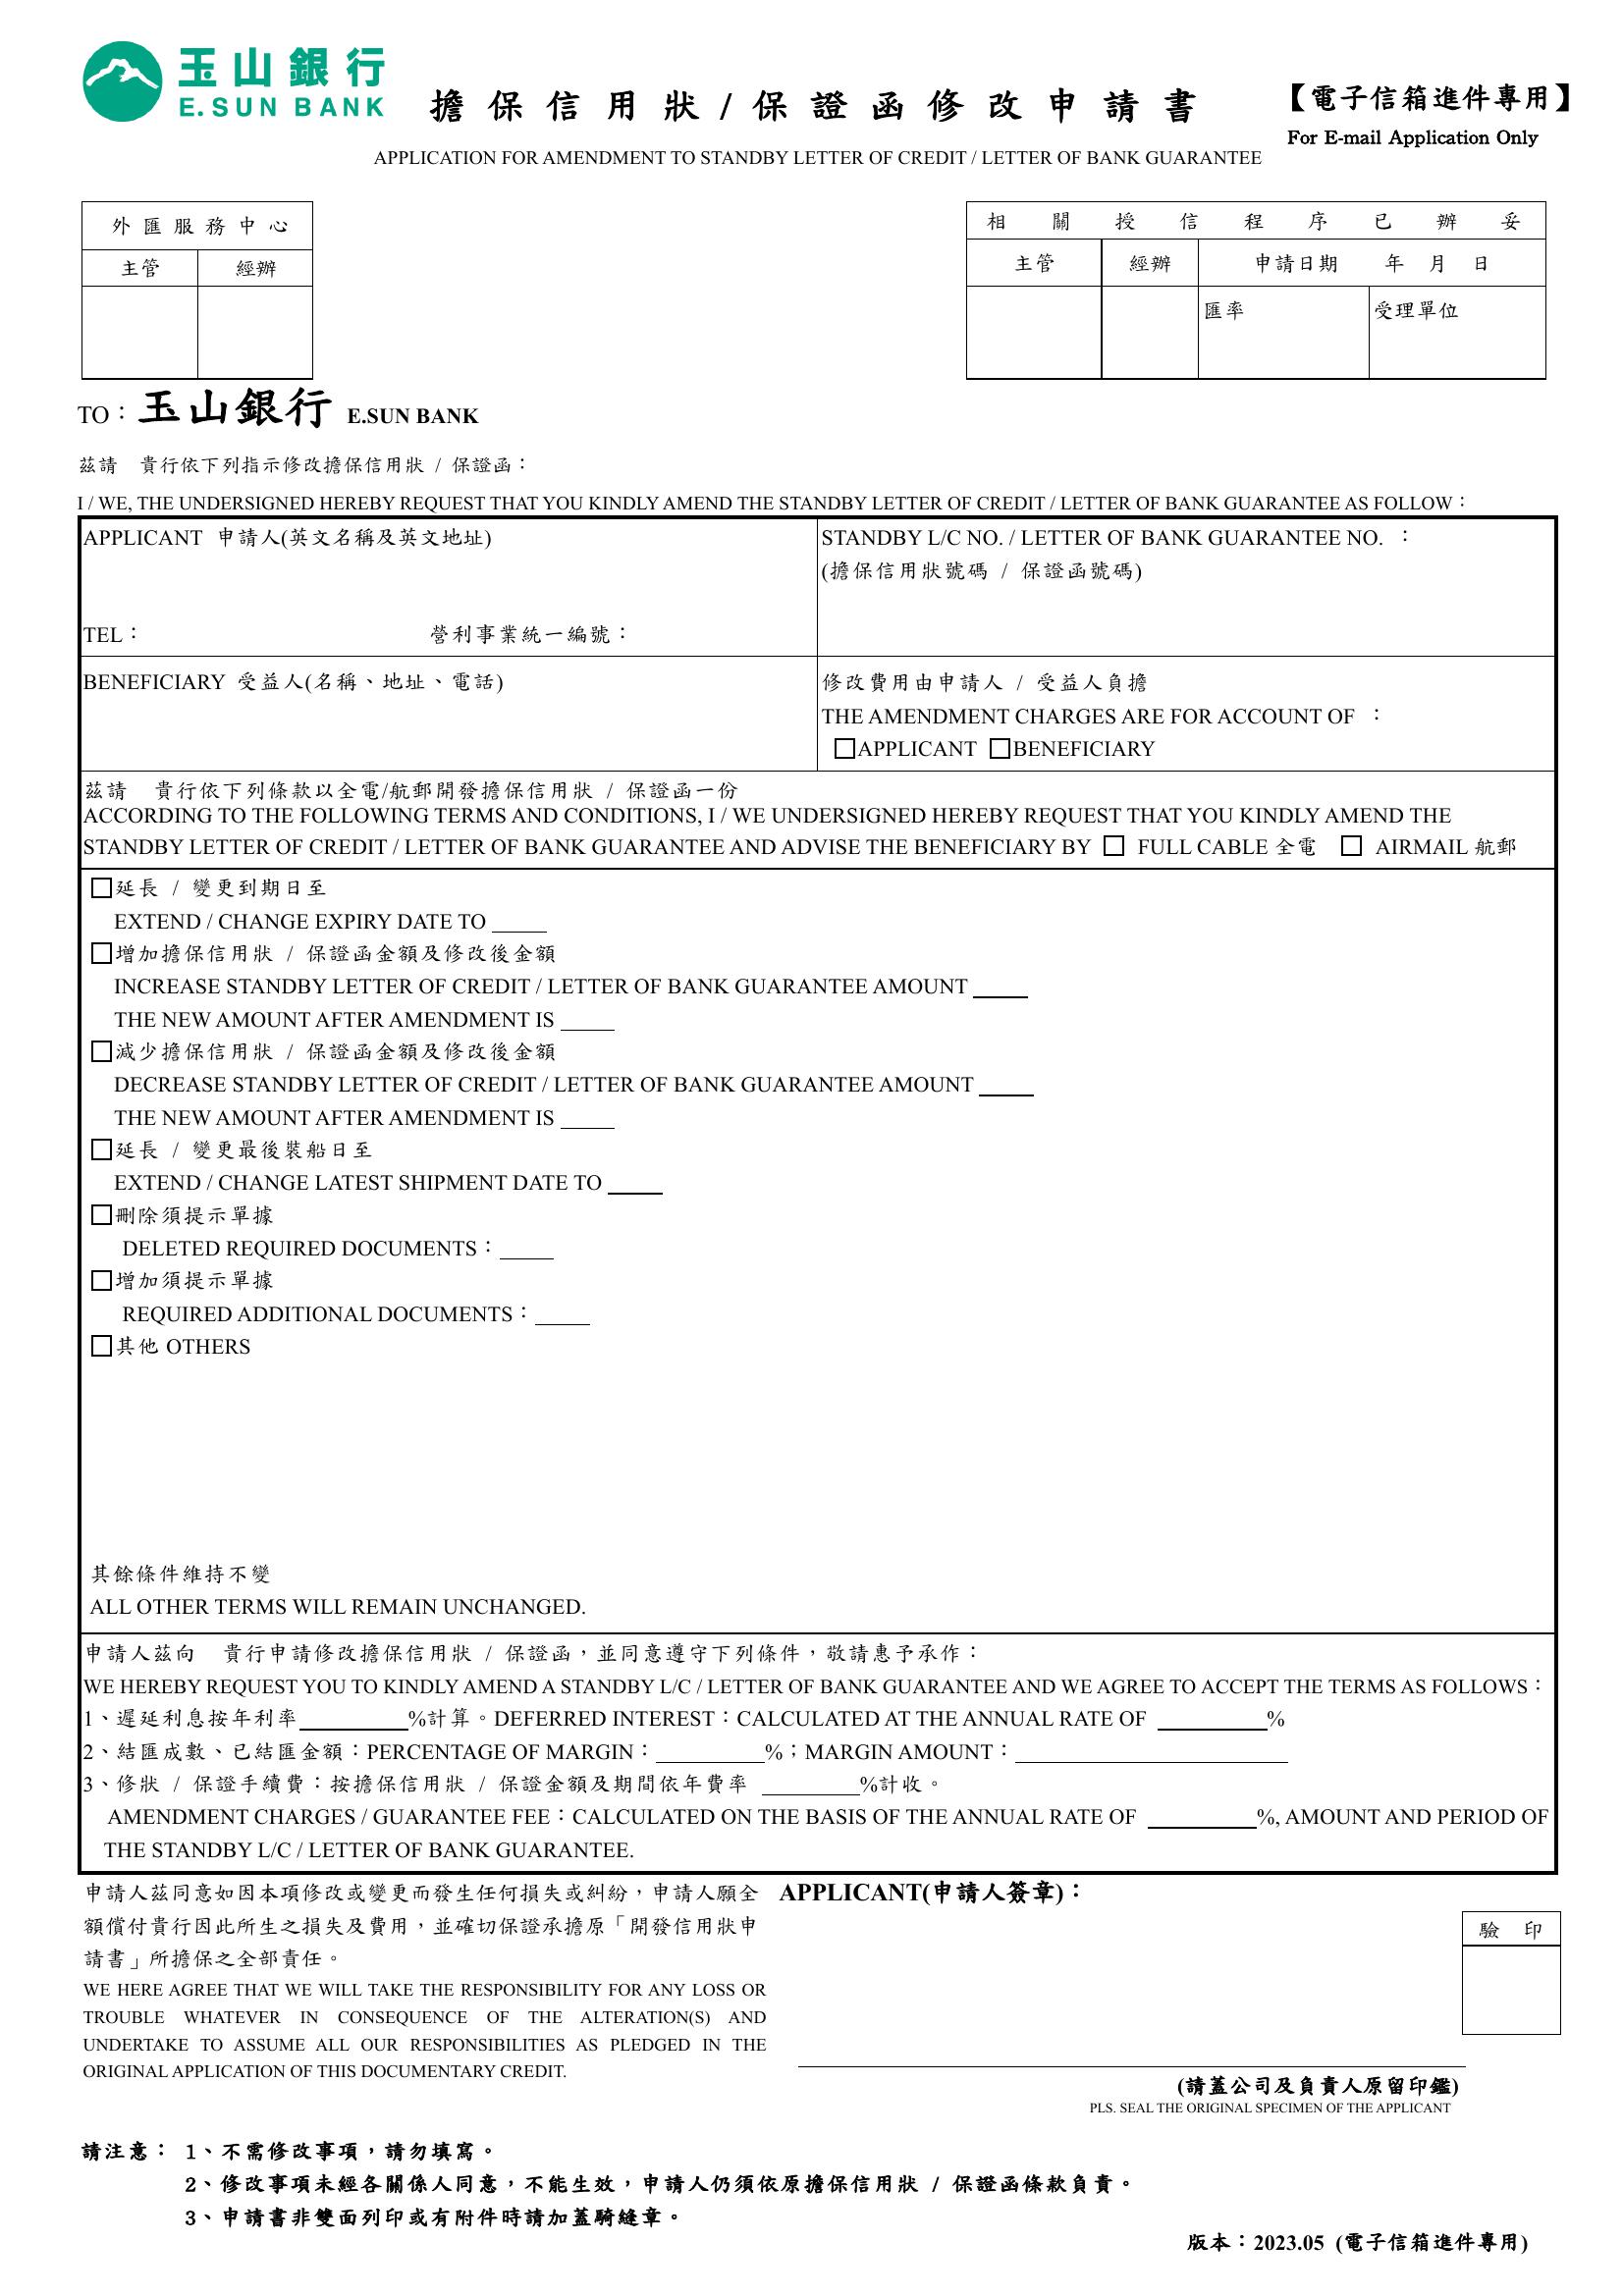 玉山銀行
E.SUN BANK
擔保信用狀/保證函修改申請書
【電子信箱進件專用】
For E-mail Application Only
APPLICATION FOR AMENDMENT TO STANDBY LETTER OF CREDIT / LETTER OF BANK GUARANTEE
外匯服務中心
主管 經辦
相關授信程序已辦妥
主管 經辦 申請日期 年 月 日
匯率 受理單位
TO：玉山銀行 E.SUN BANK
茲請 貴行依下列指示修改擔保信用狀 / 保證函：
I / WE, THE UNDERSIGNED HEREBY REQUEST THAT YOU KINDLY AMEND THE STANDBY LETTER OF CREDIT / LETTER OF BANK GUARANTEE AS FOLLOW：
APPLICANT 申請人(英文名稱及英文地址)
TEL： 營利事業統一編號：
STANDBY L/C NO. / LETTER OF BANK GUARANTEE NO. ：
(擔保信用狀號碼 / 保證函號碼)
BENEFICIARY 受益人(名稱、地址、電話)
修改費用由申請人 / 受益人負擔
THE AMENDMENT CHARGES ARE FOR ACCOUNT OF ：
□APPLICANT □BENEFICIARY
茲請 貴行依下列條款以全電/航郵開發擔保信用狀 / 保證函一份
ACCORDING TO THE FOLLOWING TERMS AND CONDITIONS, I / WE UNDERSIGNED HEREBY REQUEST THAT YOU KINDLY AMEND THE
STANDBY LETTER OF CREDIT / LETTER OF BANK GUARANTEE AND ADVISE THE BENEFICIARY BY □ FULL CABLE 全電 □ AIRMAIL 航郵
□延長 / 變更到期日至
EXTEND / CHANGE EXPIRY DATE TO _____
□增加擔保信用狀 / 保證函金額及修改後金額
INCREASE STANDBY LETTER OF CREDIT / LETTER OF BANK GUARANTEE AMOUNT _____
THE NEW AMOUNT AFTER AMENDMENT IS _____
□減少擔保信用狀 / 保證函金額及修改後金額
DECREASE STANDBY LETTER OF CREDIT / LETTER OF BANK GUARANTEE AMOUNT _____
THE NEW AMOUNT AFTER AMENDMENT IS _____
□延長 / 變更最後裝船日至
EXTEND / CHANGE LATEST SHIPMENT DATE TO _____
□刪除須提示單據
DELETED REQUIRED DOCUMENTS：_____
□增加須提示單據
REQUIRED ADDITIONAL DOCUMENTS：_____
□其他 OTHERS
其餘條件維持不變
ALL OTHER TERMS WILL REMAIN UNCHANGED.
申請人茲向 貴行申請修改擔保信用狀 / 保證函，並同意遵守下列條件，敬請惠予承作：
WE HEREBY REQUEST YOU TO KINDLY AMEND A STANDBY L/C / LETTER OF BANK GUARANTEE AND WE AGREE TO ACCEPT THE TERMS AS FOLLOWS：
1、遲延利息按年利率__________%計算。DEFERRED INTEREST：CALCULATED AT THE ANNUAL RATE OF __________%
2、結匯成數、已結匯金額：PERCENTAGE OF MARGIN：__________%；MARGIN AMOUNT：_________________________
3、修狀 / 保證手續費：按擔保信用狀 / 保證金額及期間依年費率 _________%計收。
AMENDMENT CHARGES / GUARANTEE FEE：CALCULATED ON THE BASIS OF THE ANNUAL RATE OF __________%, AMOUNT AND PERIOD OF
THE STANDBY L/C / LETTER OF BANK GUARANTEE.
申請人茲同意如因本項修改或變更而發生任何損失或糾紛，申請人願全
額償付貴行因此所生之損失及費用，並確切保證承擔原「開發信用狀申
請書」所擔保之全部責任。
WE HERE AGREE THAT WE WILL TAKE THE RESPONSIBILITY FOR ANY LOSS OR
TROUBLE WHATEVER IN CONSEQUENCE OF THE ALTERATION(S) AND
UNDERTAKE TO ASSUME ALL OUR RESPONSIBILITIES AS PLEDGED IN THE
ORIGINAL APPLICATION OF THIS DOCUMENTARY CREDIT.
APPLICANT(申請人簽章)：
驗 印
(請蓋公司及負責人原留印鑑)
PLS. SEAL THE ORIGINAL SPECIMEN OF THE APPLICANT
請注意： 1、不需修改事項，請勿填寫。
2、修改事項未經各關係人同意，不能生效，申請人仍須依原擔保信用狀 / 保證函條款負責。
3、申請書非雙面列印或有附件時請加蓋騎縫章。
版本：2023.05 (電子信箱進件專用)